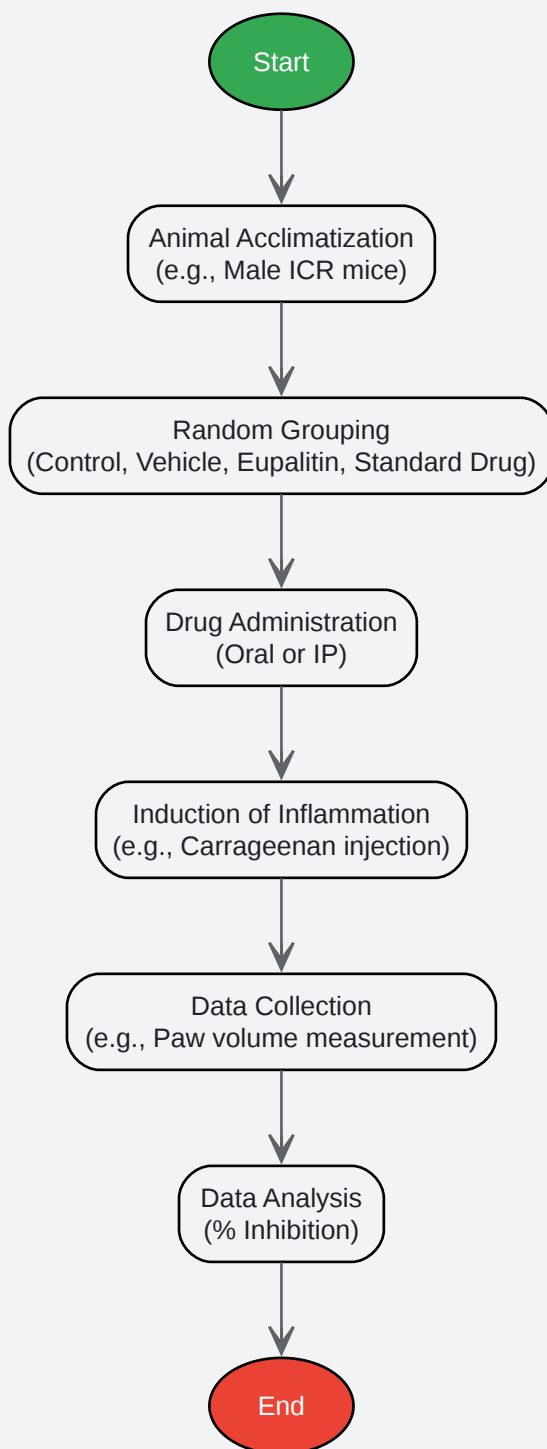 Start
Animal Acclimatization
(e.g., Male ICR mice)
Random Grouping
(Control, Vehicle, Eupalitin, Standard Drug)
Drug Administration
(Oral or IP)
Induction of Inflammation
(e.g., Carrageenan injection)
Data Collection
(e.g., Paw volume measurement)
Data Analysis
(% Inhibition)
End